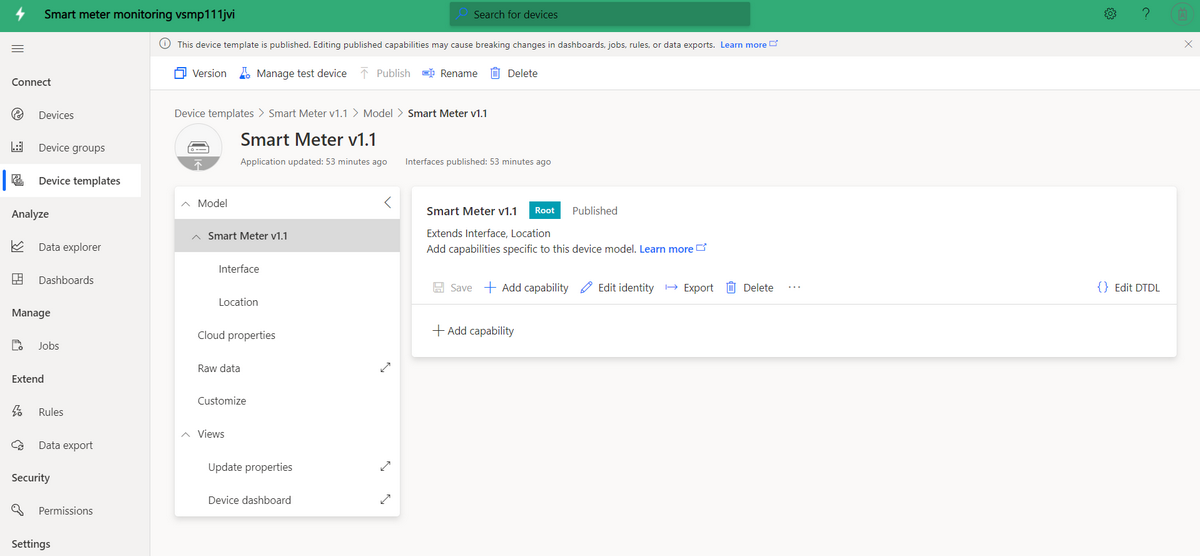 Smart meter monitoring vsmp111jvi
Search for devices
?
This device template is published. Editing published capabilities may cause breaking changes in dashboards, jobs, rules, or data exports. Learn more
Version Manage test device Publish Rename Delete
Connect
Devices
Device groups
Device templates
Analyze
Data explorer
Dashboards
Manage
Jobs
Extend
Rules
Data export
Security
Permissions
Settings
Device templates > Smart Meter v1.1 > Model > Smart Meter v1.1
Smart Meter v1.1
Application updated: 53 minutes ago Interfaces published: 53 minutes ago
Model
Smart Meter v1.1
Interface
Location
Cloud properties
Raw data
Customize
Views
Update properties
Device dashboard
Smart Meter v1.1 Root Published
Extends Interface, Location
Add capabilities specific to this device model. Learn more
Save + Add capability Edit identity Export Delete ... {} Edit DTDL
+ Add capability